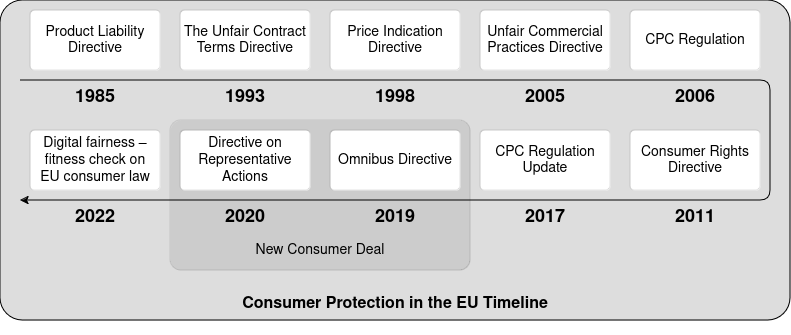 Product Liability
Directive
The Unfair Contract
Terms Directive
Price Indication
Directive
Unfair Commercial
Practices Directive
CPC Regulation
1985
1993
1998
2005
2006
Digital fairness –
fitness check on
EU consumer law
Directive on
Representative
Actions
Omnibus Directive
CPC Regulation
Update
Consumer Rights
Directive
2022
2020
2019
2017
2011
New Consumer Deal
Consumer Protection in the EU Timeline